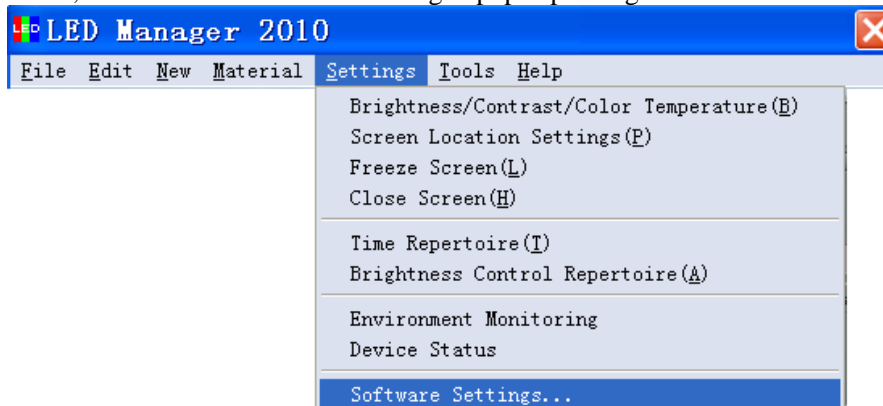 LED LED Manager 2010
File Edit New Material Settings Tools Help
Brightness/Contrast/Color Temperature(B)
Screen Location Settings(P)
Freeze Screen(L)
Close Screen(H)
Time Repertoire(T)
Brightness Control Repertoire(A)
Environment Monitoring
Device Status
Software Settings...